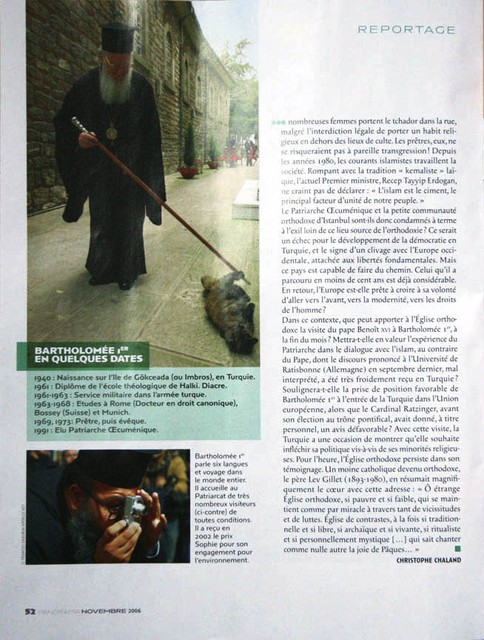 REPORTAGE
nombreuses femmes portent le tchador dans la rue,
malgré l'interdiction légale de porter un habit reli-
gieux en dehors des lieux de culte. Les prêtres, eux, ne
se risqueraient pas à pareille transgression ! Depuis
les années 1980, les courants islamistes travaillent la
société. Rompant avec la tradition « kemaliste » laï-
que, l'actuel Premier ministre, Recep Tayyip Erdogan,
ne craint pas de déclarer : « L'islam est le ciment, le
principal facteur d'unité de notre peuple. »
Le Patriarche Œcuménique et la petite communauté
orthodoxe d'Istanbul sont-ils donc condamnés à terme
à l'exil loin de ce lieu source de l'orthodoxie ? Ce serait
un échec pour le développement de la démocratie en
Turquie, et le signe d'un clivage avec l'Europe occi-
dentale, attachée aux libertés fondamentales. Mais
ce pays est capable de faire du chemin. Celui qu'il a
parcouru en moins de cent ans est déjà considérable.
En retour, l'Europe est-elle prête à croire à sa volonté
d'aller vers l'avant, vers la modernité, vers les droits
de l'homme ?
Dans ce contexte, que peut apporter à l'Église ortho-
doxe la visite du pape Benoît XVI à Bartholomée 1er, à
la fin du mois ? Mettra-t-elle en valeur l'expérience du
Patriarche dans le dialogue avec l'islam, au contraire
du Pape, dont le discours prononcé à l'Université de
Ratisbonne (Allemagne) en septembre dernier, mal
interprété, a été très froidement reçu en Turquie ?
Soulignera-t-elle la prise de position favorable de
Bartholomée 1er à l'entrée de la Turquie dans l'Union
européenne, alors que le Cardinal Ratzinger, avant
son élection au trône pontifical, avait donné, à titre
personnel, un avis défavorable ? Avec cette visite, la
Turquie a une occasion de montrer qu'elle souhaite
infléchir sa politique vis-à-vis de ses minorités religieu-
ses. Pour l'heure, l'Église orthodoxe persiste dans son
témoignage. Un moine catholique devenu orthodoxe,
le père Lev Gillet (1893-1980), en résumait magnifi-
quement le cœur avec cette adresse : « Ô étrange
Église orthodoxe, si pauvre et si faible, qui se main-
tient comme par miracle à travers tant de vicissitudes
et de luttes. Église de contrastes, à la fois si tradition-
nelle et si libre, si archaïque et si vivante, si ritualiste
et si personnellement mystique [...] qui sait chanter
comme nulle autre la joie de Pâques... »
CHRISTOPHE CHALAND
BARTHOLOMÉE 1ER
EN QUELQUES DATES
1940 : Naissance sur l'île de Gökceada (ou Imbros), en Turquie.
1961 : Diplôme de l'école théologique de Halki. Diacre.
1961-1963 : Service militaire dans l'armée turque.
1963-1968 : Etudes à Rome (Docteur en droit canonique),
Bossey (Suisse) et Munich.
1969, 1973: Prêtre, puis évêque.
1991 : Elu Patriarche Œcuménique.
Bartholomée 1er
parle six langues
et voyage dans
le monde entier.
Il accueille au
Patriarcat de très
nombreux visiteurs
(ci-contre) de
toutes conditions.
Il a reçu en
2002 le prix
Sophie pour son
engagement pour
l'environnement.
52 PANORAMA NOVEMBRE 2006